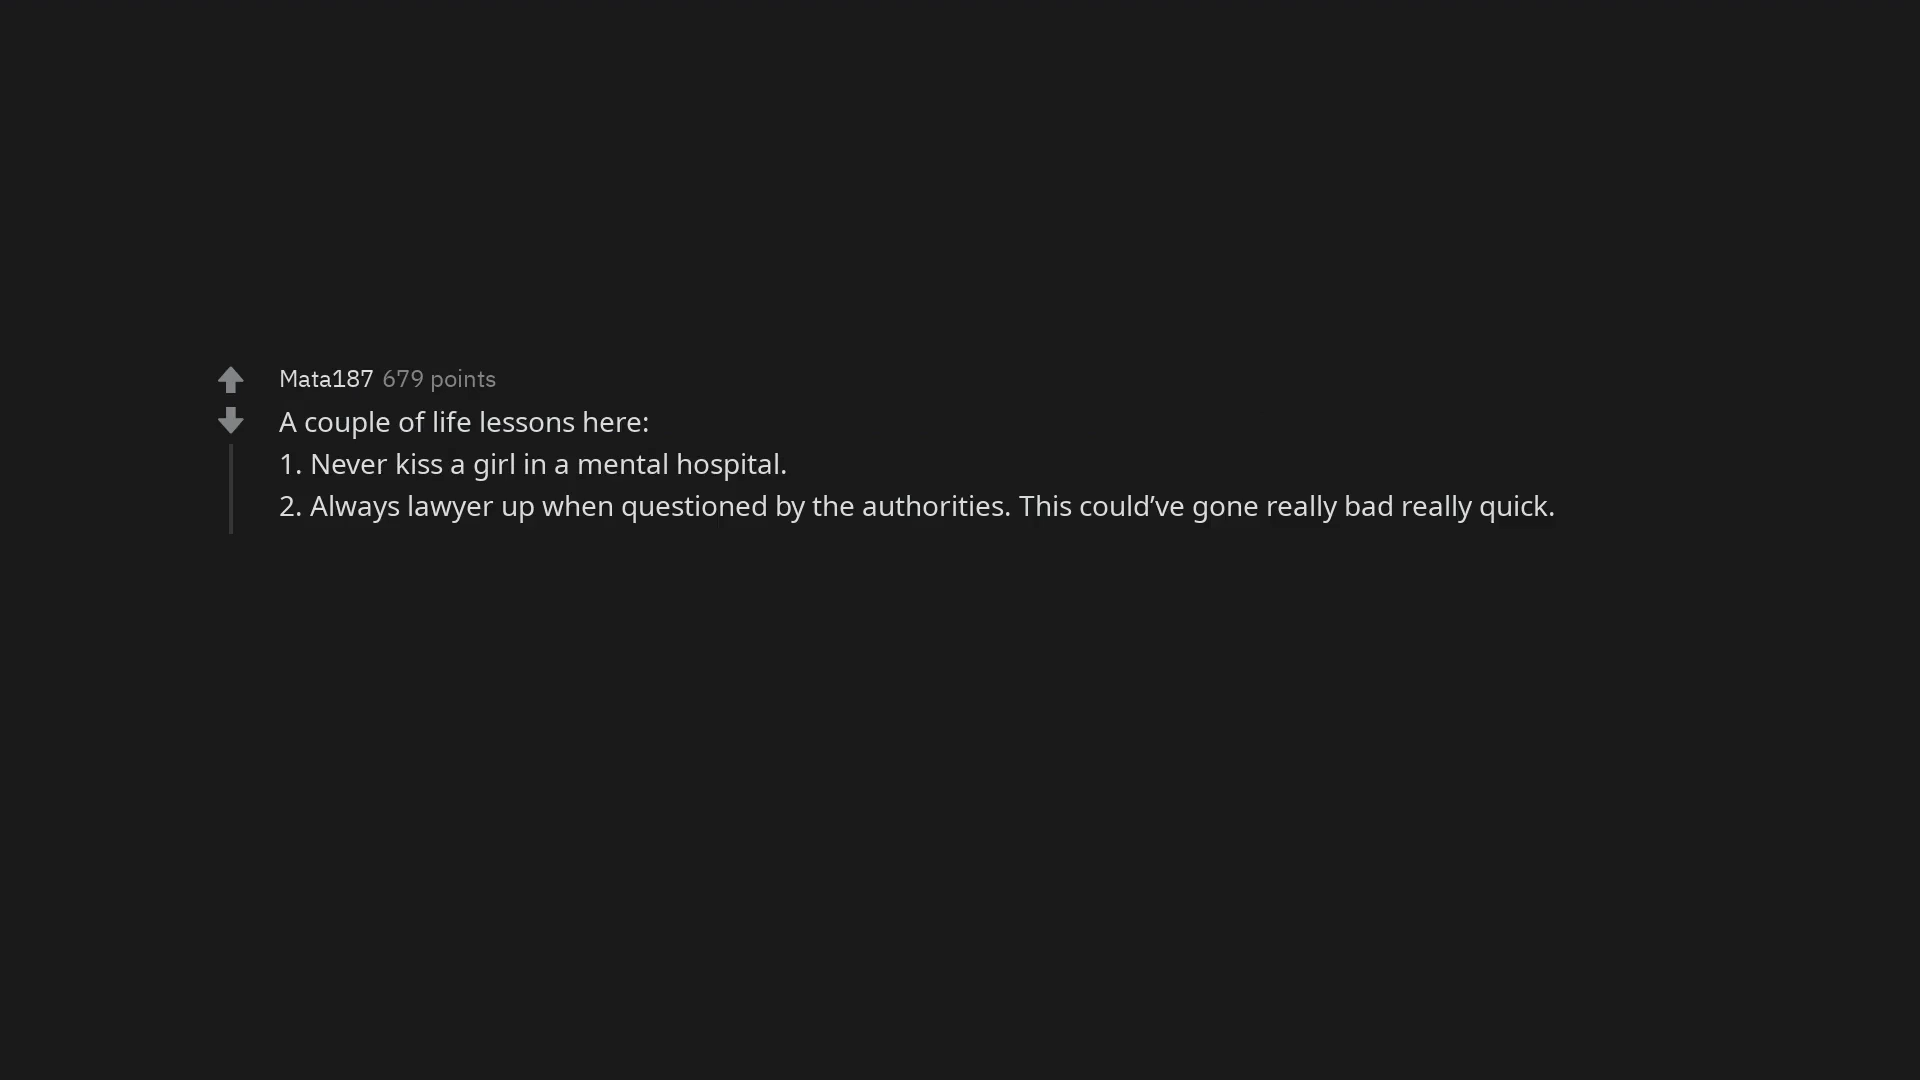 Mata187 679 points
A couple of life lessons here:
1. Never kiss a girl in a mental hospital.
2. Always lawyer up when questioned by the authorities. This could’ve gone really bad really quick.